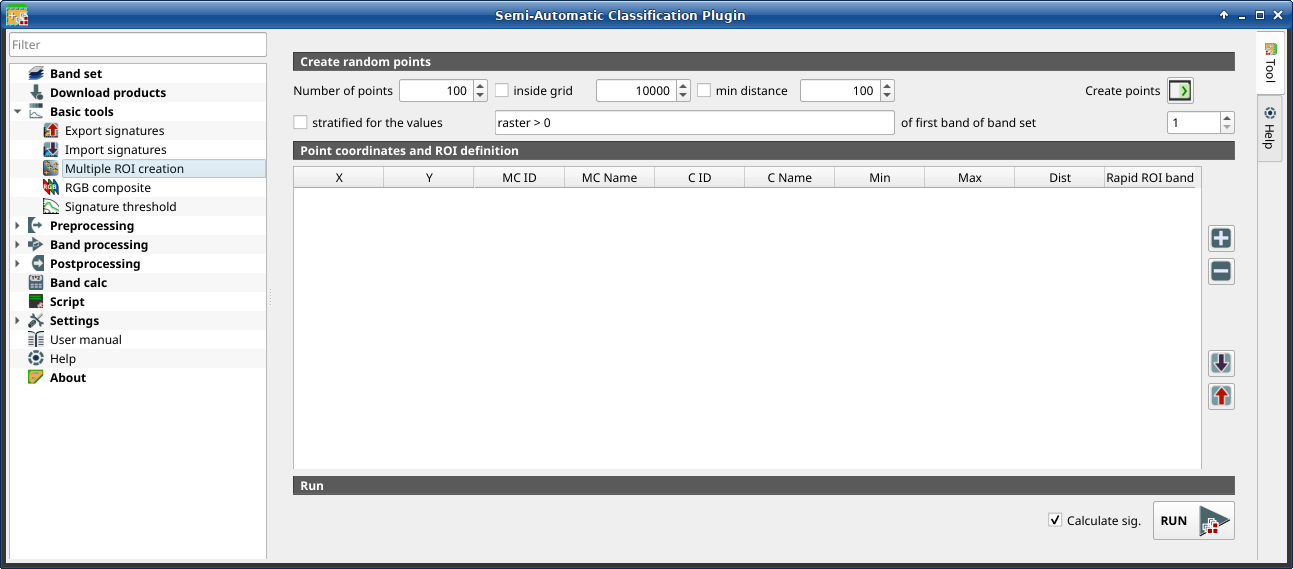 Semi-Automatic Classification Plugin
Filter
Band set
Download products
Basic tools
Export signatures
Import signatures
Multiple ROI creation
RGB composite
Signature threshold
Preprocessing
Band processing
Postprocessing
Band calc
Script
Settings
User manual
Help
About
Create random points
Number of points 100 inside grid 10000 min distance 100 Create points
stratified for the values raster > 0 of first band of band set 1
Point coordinates and ROI definition
X Y MC ID MC Name C ID C Name Min Max Dist Rapid ROI band
Run
Calculate sig. RUN
Tool
Help